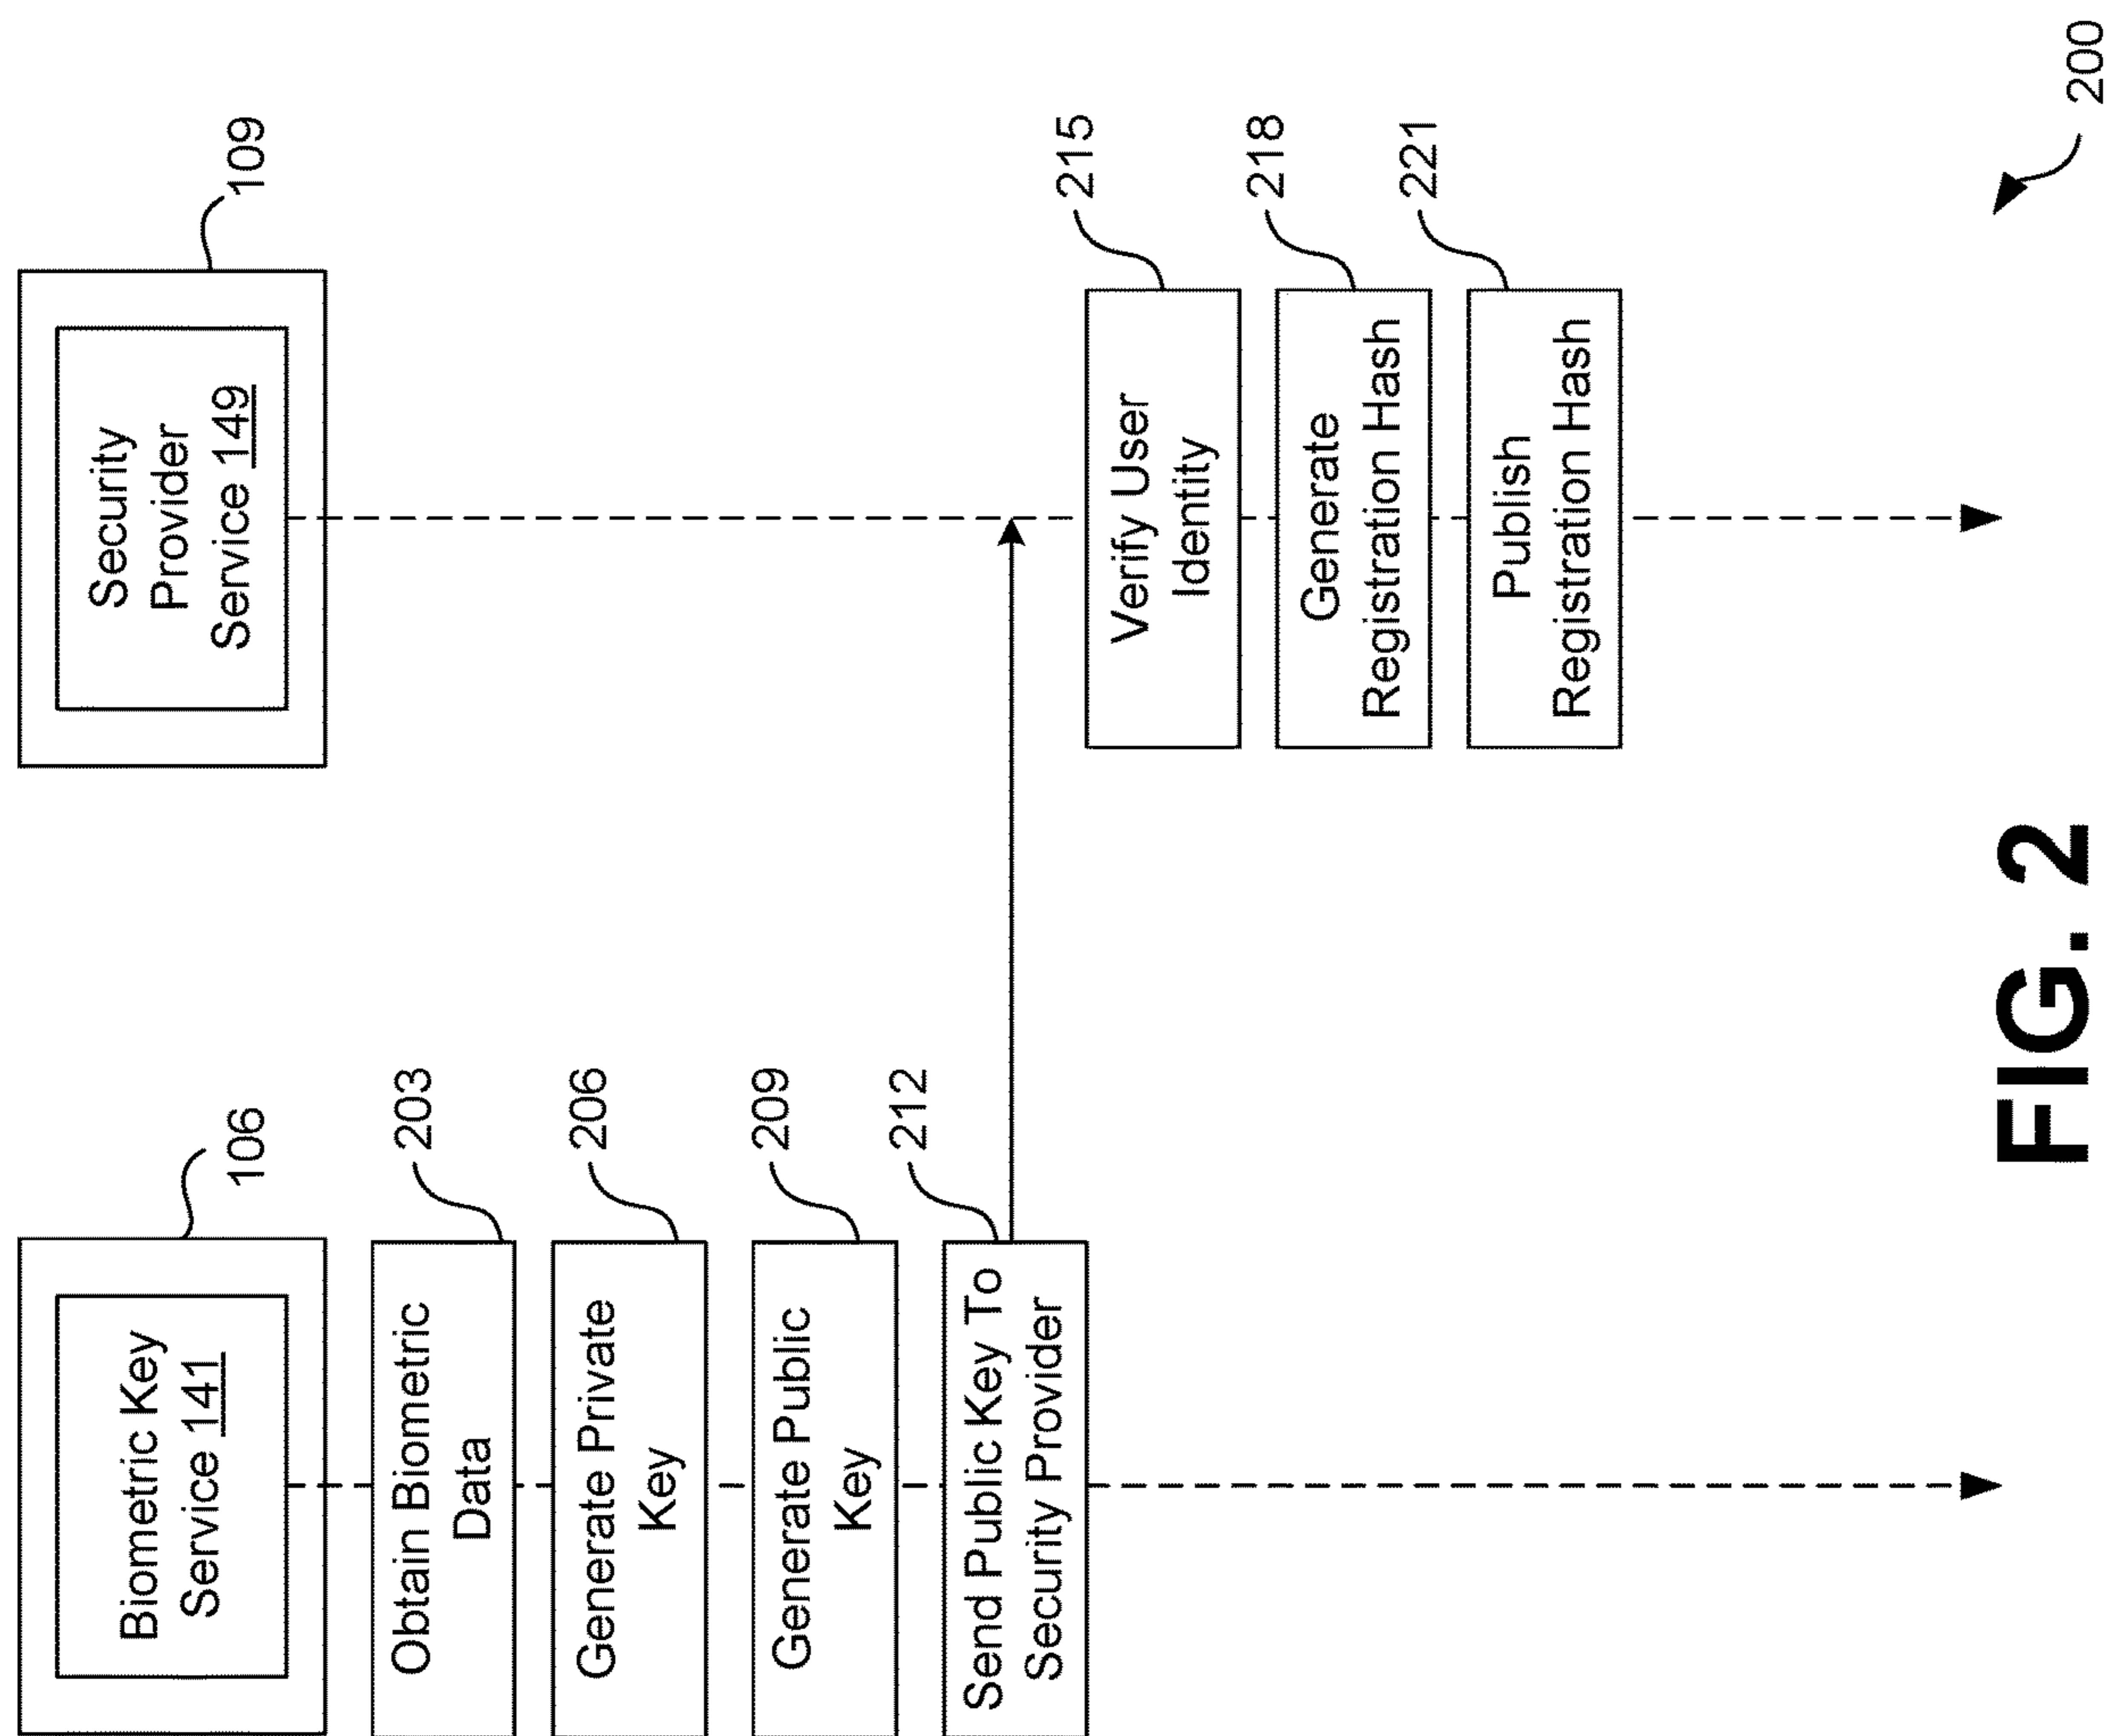 Biometric Key
Service 141
106
Security
Provider
Service 149
109
Obtain Biometric
Data
203
Generate Private
Key
206
Generate Public
Key
209
Send Public Key To
Security Provider
212
Verify User
Identity
215
Generate
Registration Hash
218
Publish
Registration Hash
221
FIG. 2
200